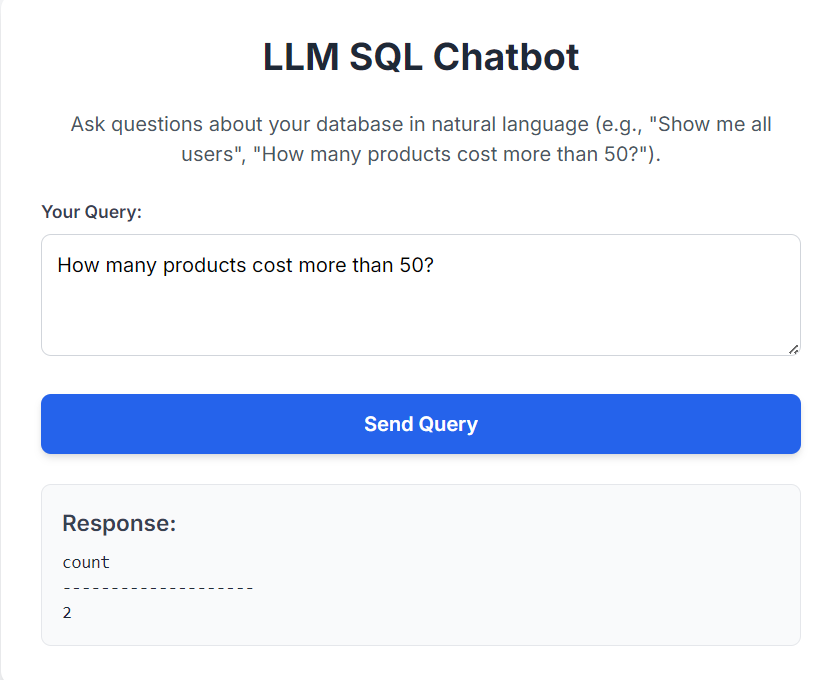 LLM SQL Chatbot
Ask questions about your database in natural language (e.g., "Show me all
users", "How many products cost more than 50?").
Your Query:
How many products cost more than 50?
Send Query
Response:
count
--------------------
2